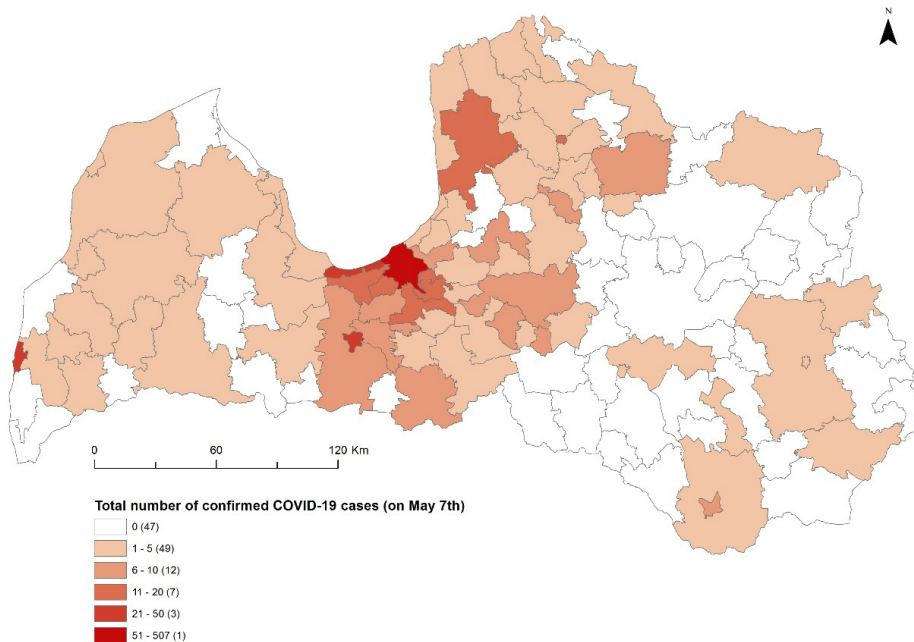 N
0 60 120 Km
Total number of confirmed COVID-19 cases (on May 7th)
0 (47)
1 - 5 (49)
6 - 10 (12)
11 - 20 (7)
21 - 50 (3)
51 - 507 (1)